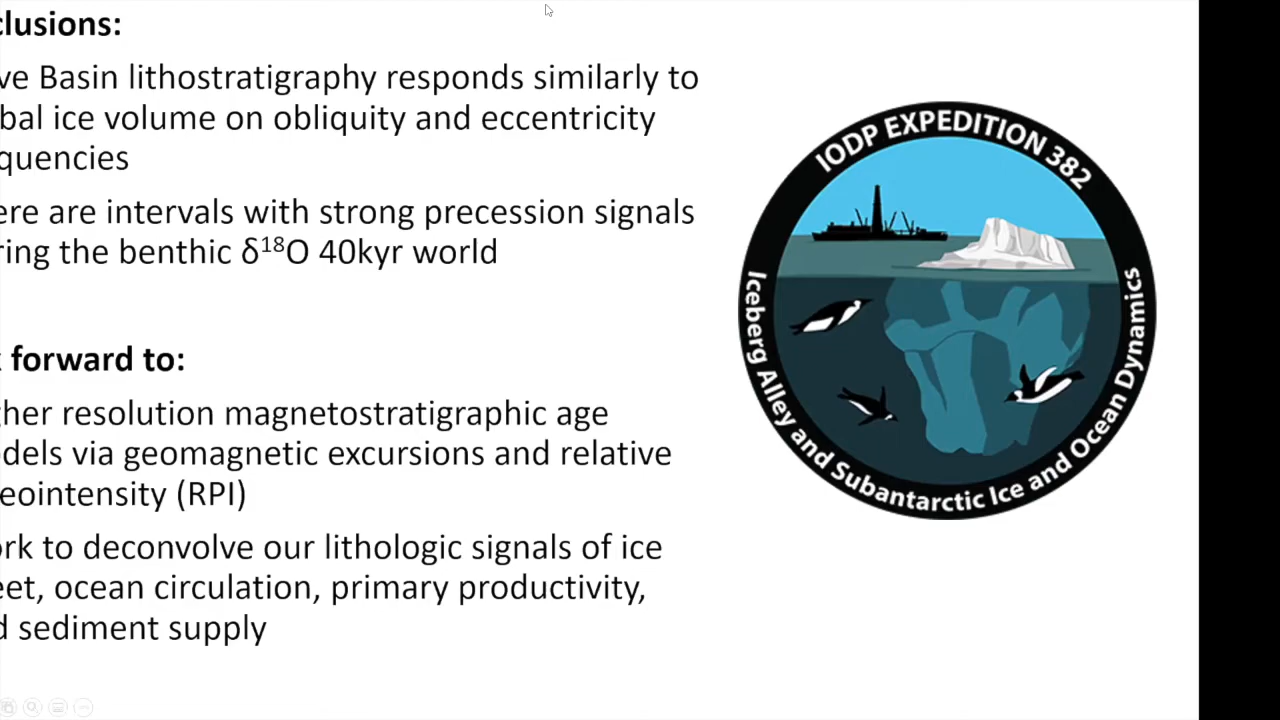 clusions:
ve Basin lithostratigraphy responds similarly to
bal ice volume on obliquity and eccentricity
quencies
ere are intervals with strong precession signals
ring the benthic δ¹⁸O 40kyr world
forward to:
gher resolution magnetostratigraphic age
dels via geomagnetic excursions and relative
eointensity (RPI)
ork to deconvolve our lithologic signals of ice
eet, ocean circulation, primary productivity,
d sediment supply
IODP EXPEDITION 382
Iceberg Alley and Subantarctic Ice and Ocean Dynamics